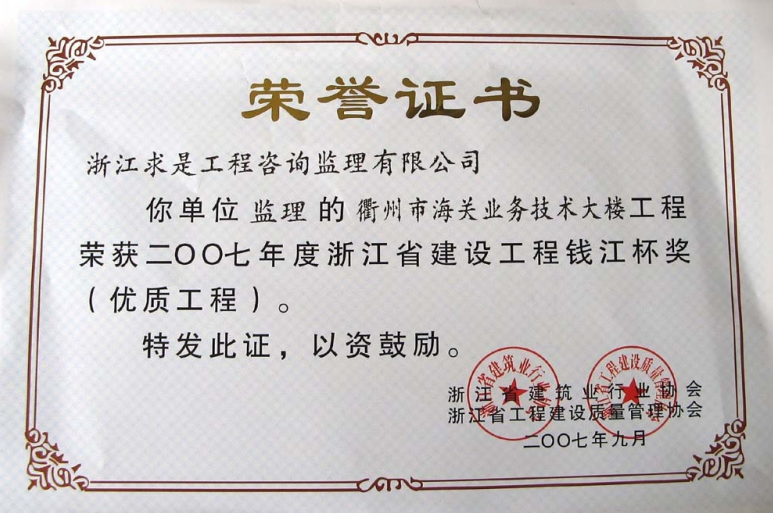 荣誉证书
浙江求是工程咨询监理有限公司
你单位 监理 的 衢州市海关业务技术大楼工程
荣获二〇〇七年度浙江省建设工程钱江杯奖
（优质工程）。
特发此证，以资鼓励。
浙江省建筑业行业协会
浙江省工程建设质量管理协会
二〇〇七年九月